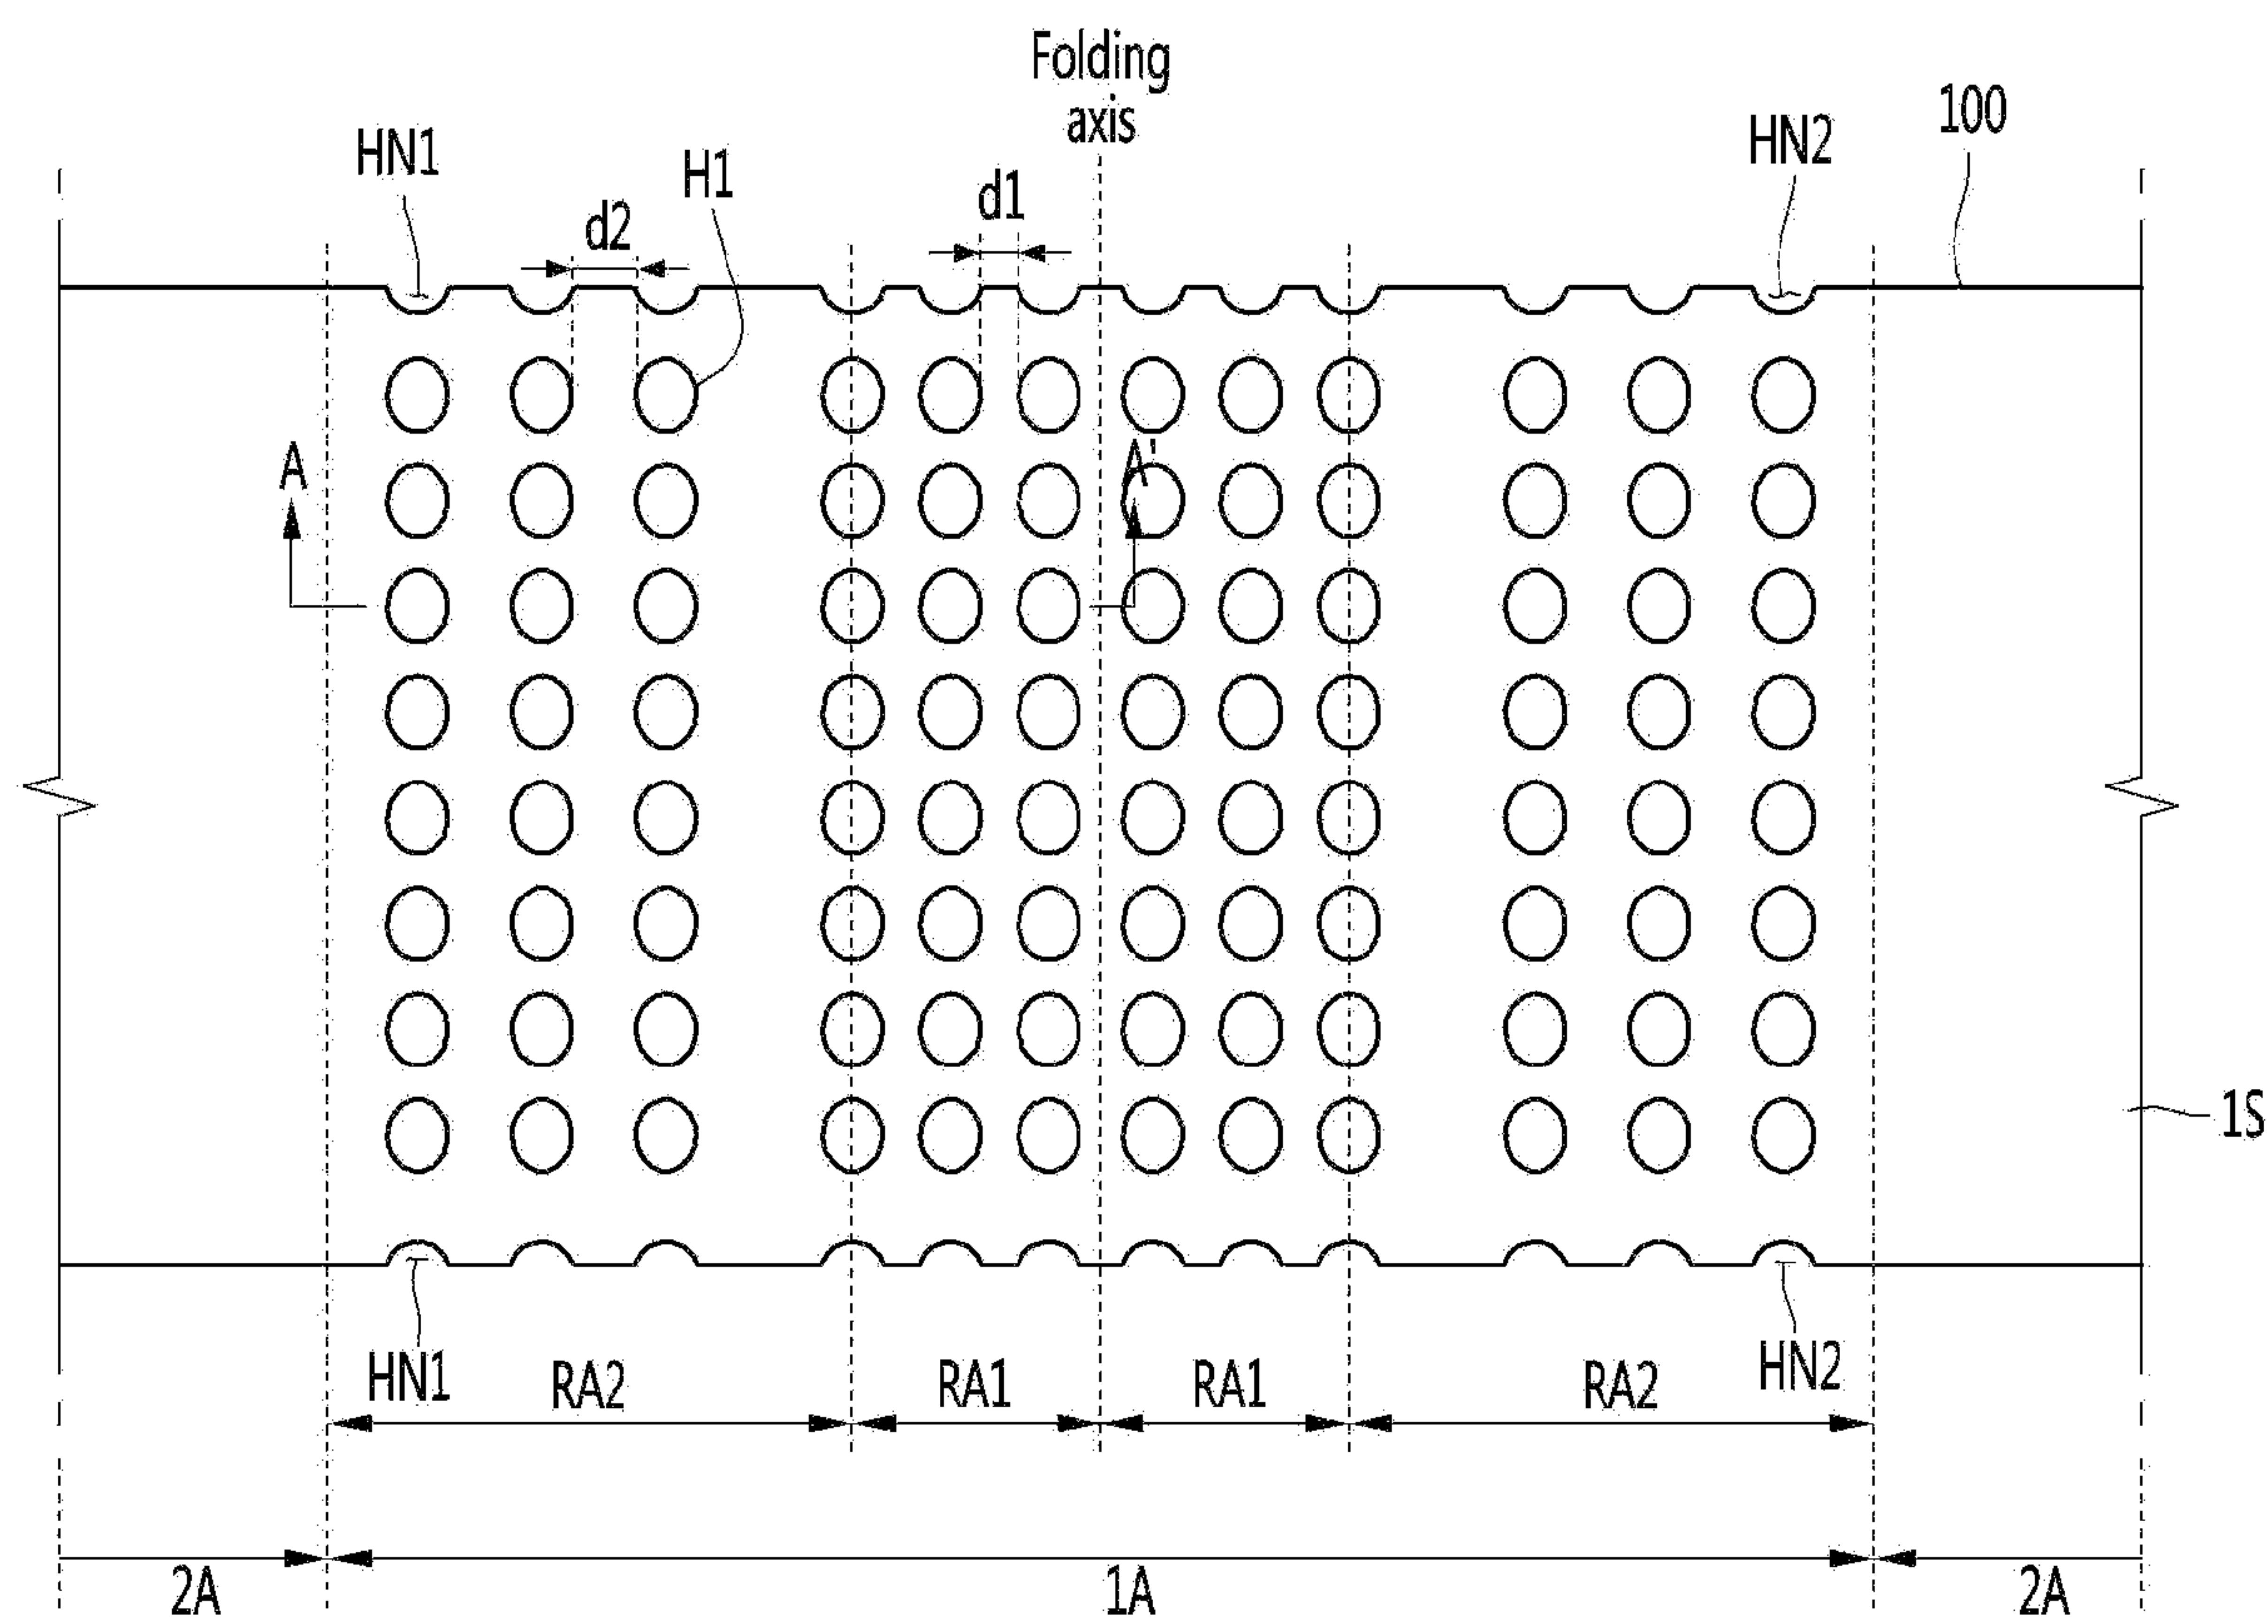 Folding
axis
HN1
H1
d2
d1
HN2
100
A
A'
1S
HN1
RA2
RA1
RA1
RA2
HN2
2A
1A
2A